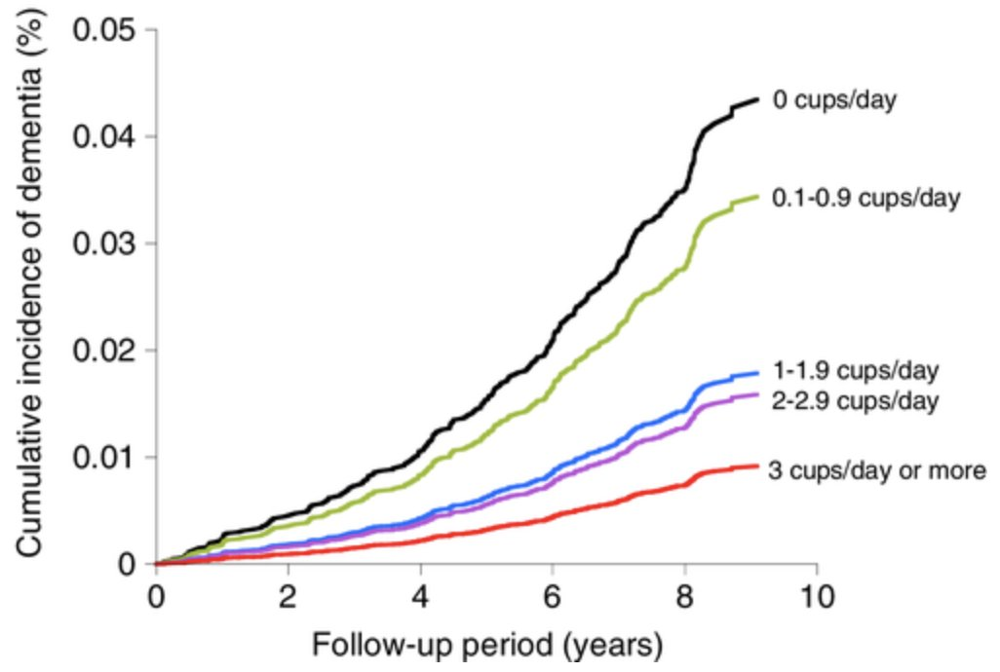 Cumulative incidence of dementia (%)
0.05
0.04
0.03
0.02
0.01
0
0 cups/day
0.1-0.9 cups/day
1-1.9 cups/day
2-2.9 cups/day
3 cups/day or more
0 2 4 6 8 10
Follow-up period (years)